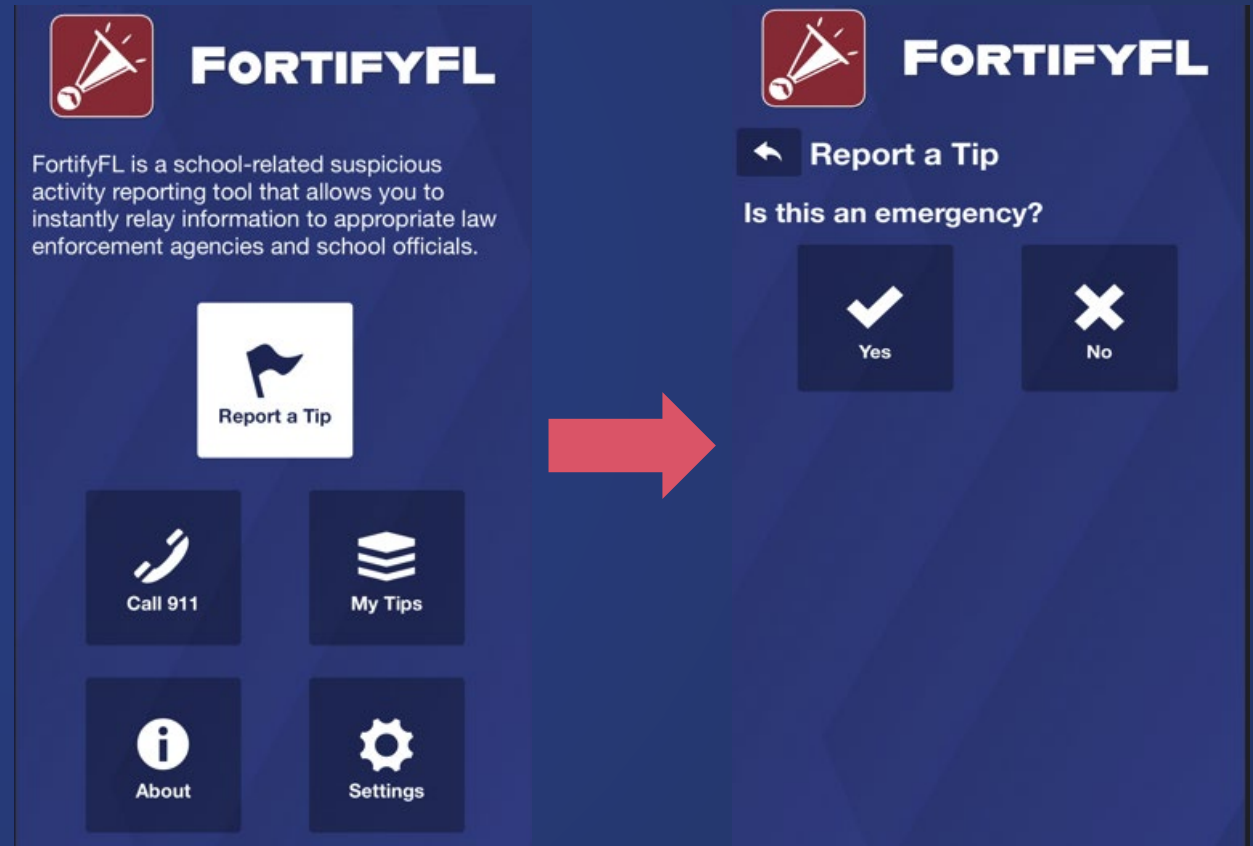 FORTIFYFL
FortifyFL is a school-related suspicious
activity reporting tool that allows you to
instantly relay information to appropriate law
enforcement agencies and school officials.
Report a Tip
Call 911
My Tips
About
Settings
FORTIFYFL
Report a Tip
Is this an emergency?
Yes
No